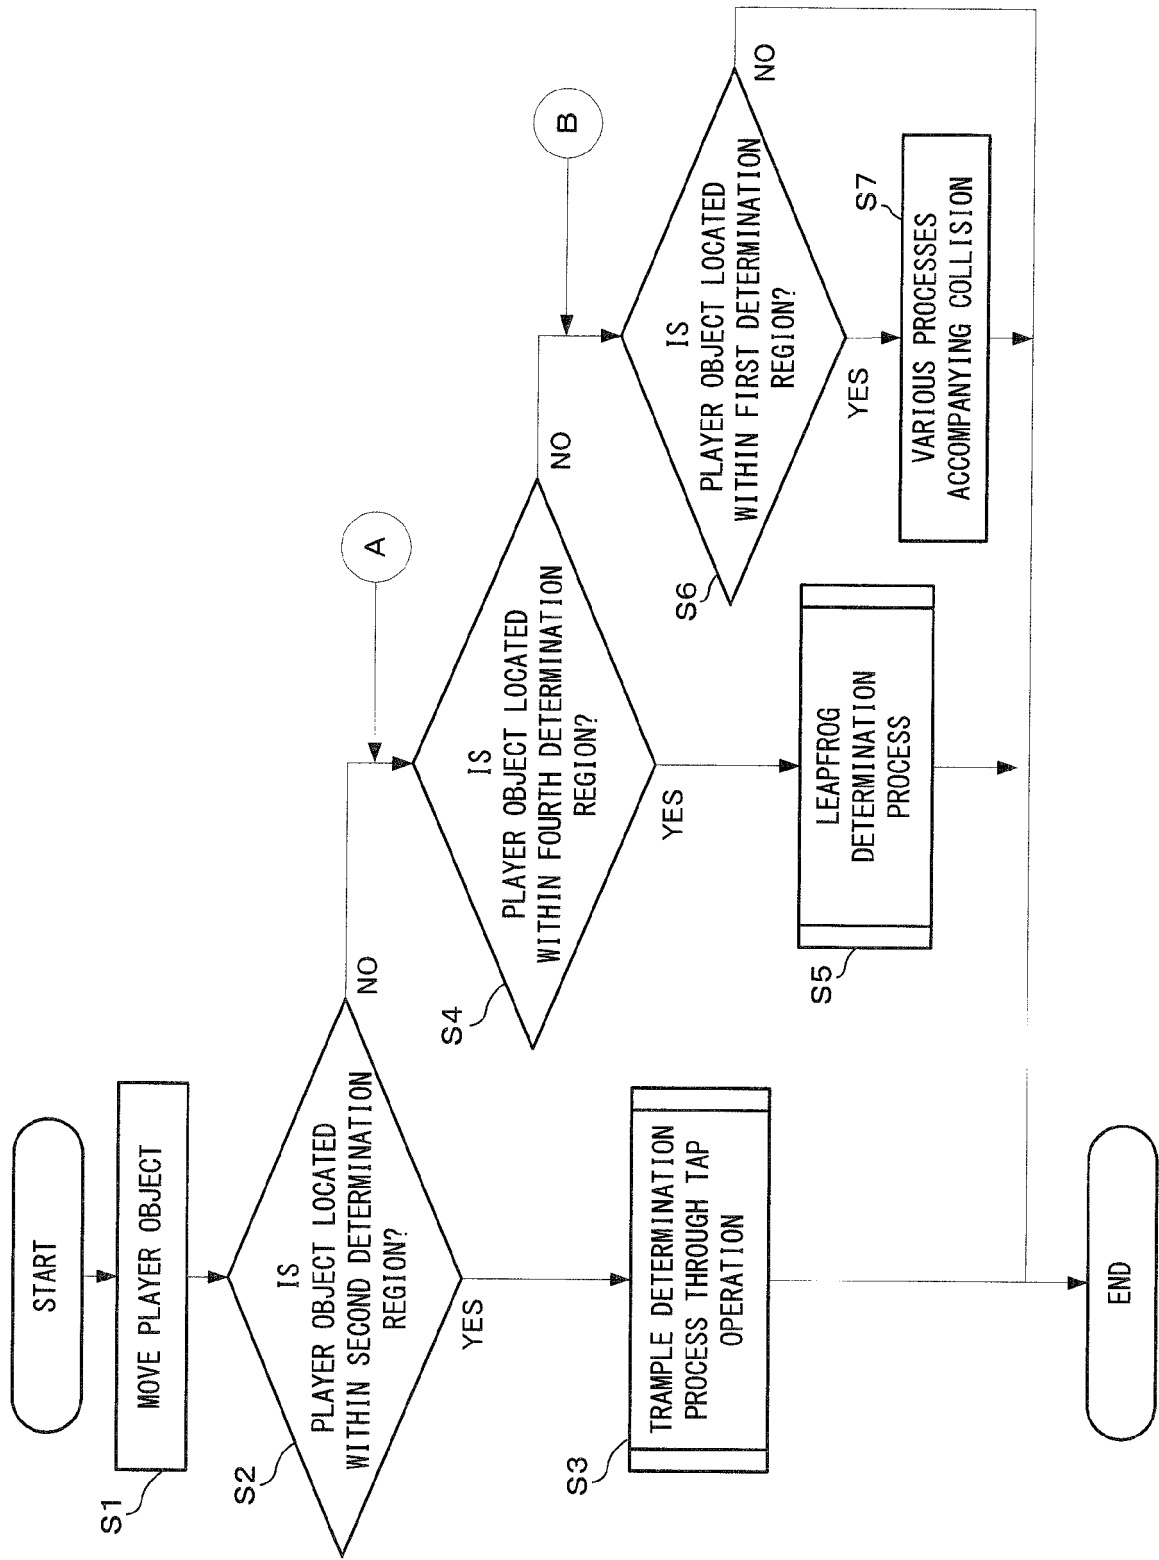 START
S1
MOVE PLAYER OBJECT
S2
IS
PLAYER OBJECT LOCATED
WITHIN SECOND DETERMINATION
REGION?
NO
YES
S3
TRAMPLE DETERMINATION
PROCESS THROUGH TAP
OPERATION
A
S4
IS
PLAYER OBJECT LOCATED
WITHIN FOURTH DETERMINATION
REGION?
NO
YES
S5
LEAPFROG
DETERMINATION
PROCESS
B
S6
IS
PLAYER OBJECT LOCATED
WITHIN FIRST DETERMINATION
REGION?
NO
YES
S7
VARIOUS PROCESSES
ACCOMPANYING COLLISION
END